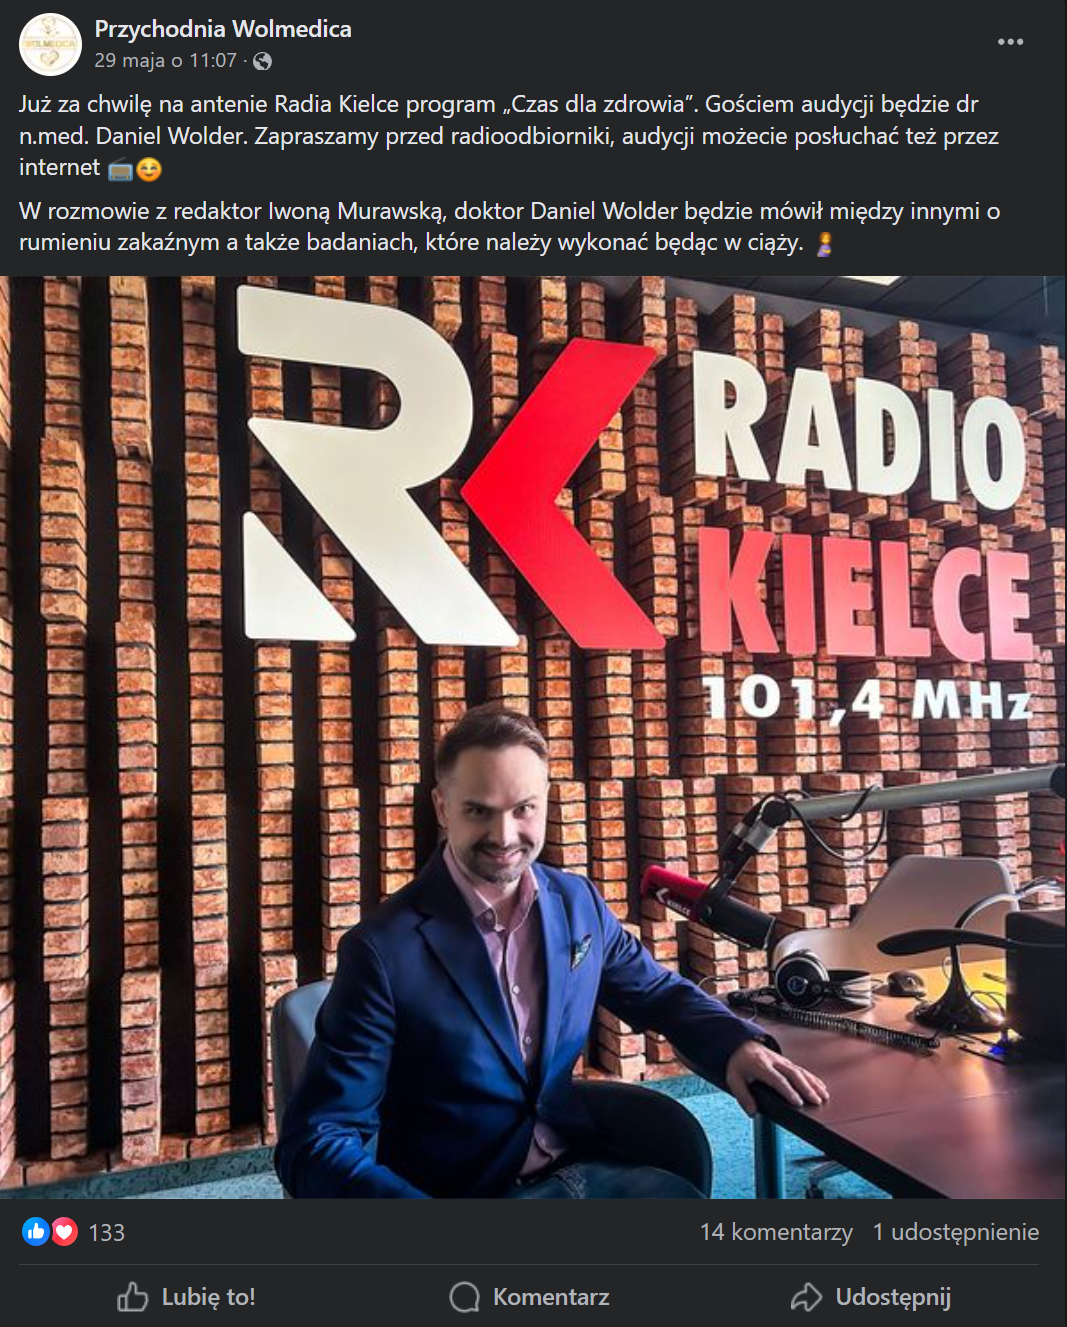 Przychodnia Wolmedica
29 maja o 11:07 ·
Już za chwilę na antenie Radia Kielce program „Czas dla zdrowia”. Gościem audycji będzie dr
n.med. Daniel Wolder. Zapraszamy przed radioodbiorniki, audycji możecie posłuchać też przez
internet 📻😊
W rozmowie z redaktor Iwoną Murawską, doktor Daniel Wolder będzie mówił między innymi o
rumieniu zakaźnym a także badaniach, które należy wykonać będąc w ciąży. 🤰
RK RADIO
KIELCE
101,4 MHz
KIELCE
133
14 komentarzy 1 udostępnienie
Lubię to! Komentarz Udostępnij
WOLMEDICA